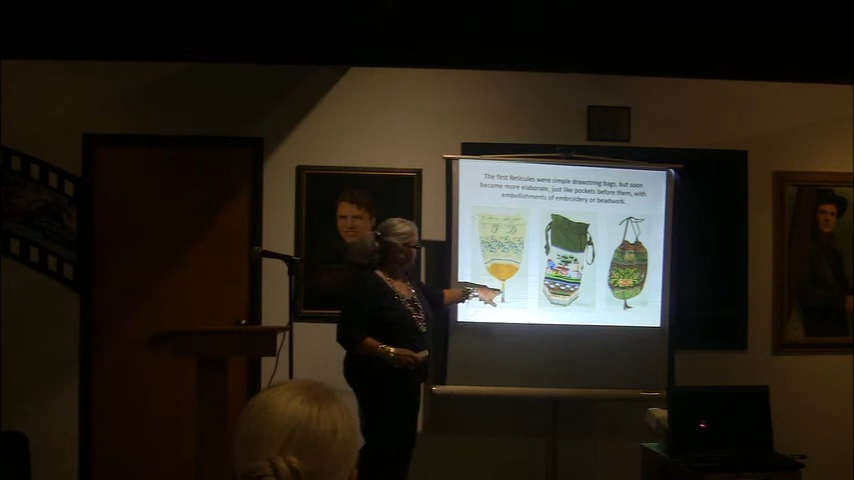 The first Reticules were simple drawstring bags, but soon
became more elaborate, just like pockets before them, with
embellishments of embroidery or beadwork.